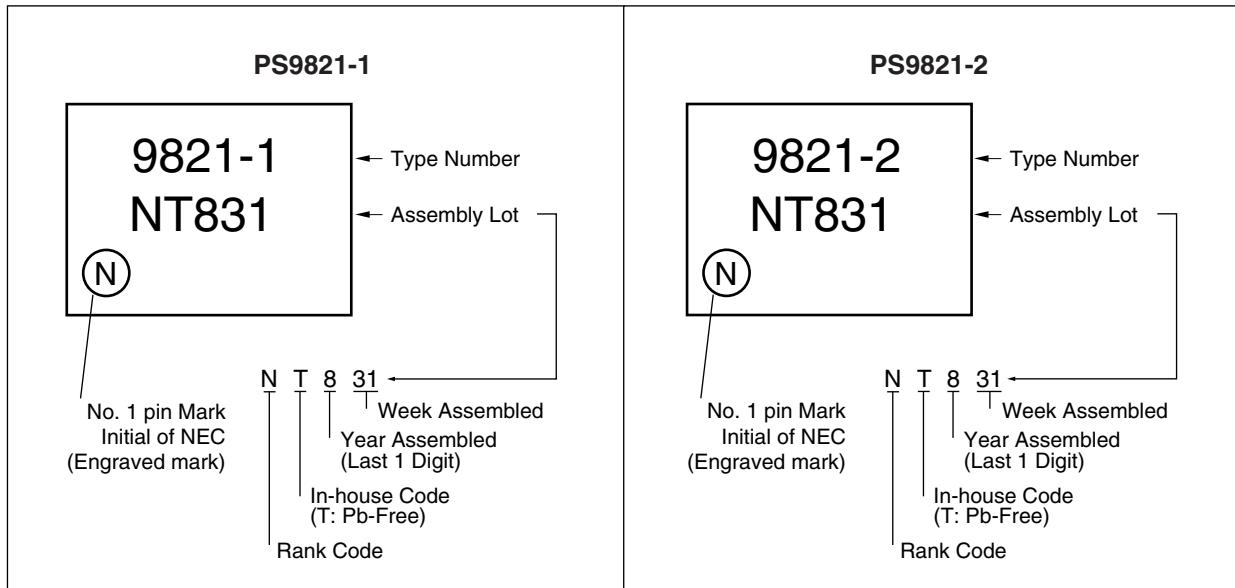 PS9821-1
9821-1
Type Number
NT831
Assembly Lot
N
N T 8 31
No. 1 pin Mark
Initial of NEC
(Engraved mark)
Week Assembled
Year Assembled
(Last 1 Digit)
In-house Code
(T: Pb-Free)
Rank Code
PS9821-2
9821-2
Type Number
NT831
Assembly Lot
N
N T 8 31
No. 1 pin Mark
Initial of NEC
(Engraved mark)
Week Assembled
Year Assembled
(Last 1 Digit)
In-house Code
(T: Pb-Free)
Rank Code